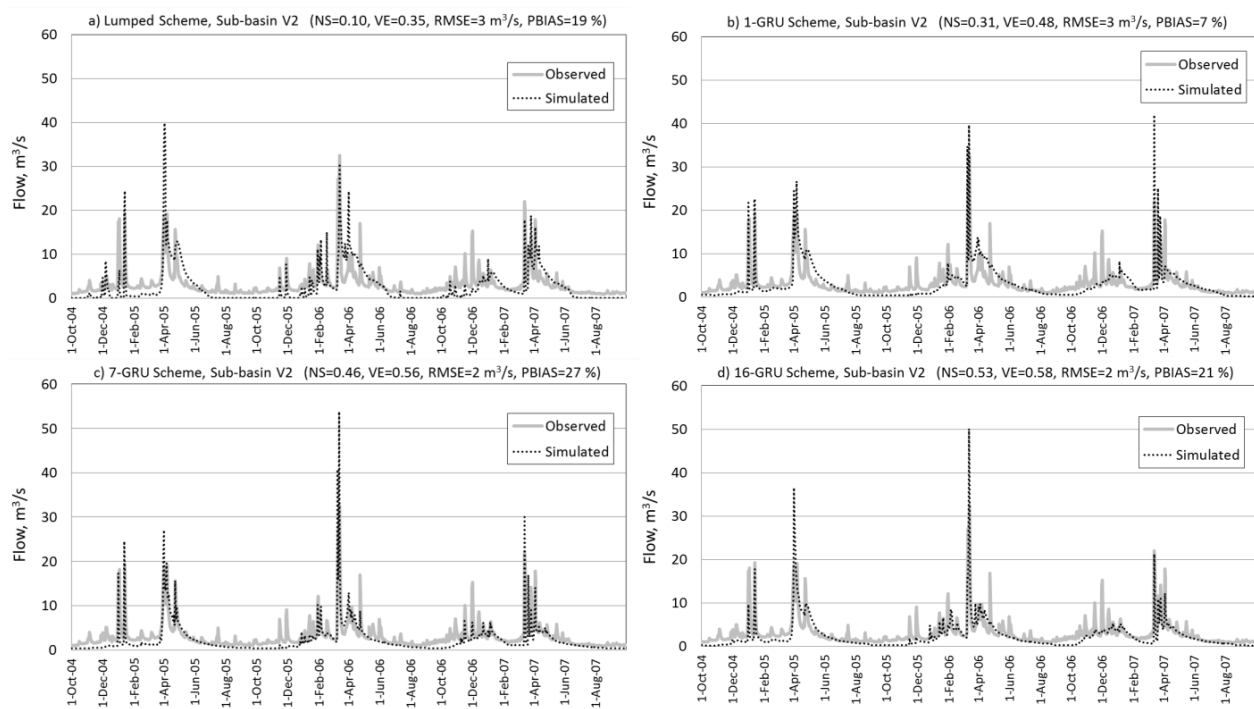 a) Lumped Scheme, Sub-basin V2 (NS=0.10, VE=0.35, RMSE=3 m³/s, PBIAS=19 %)
60
50
40
30
20
10
0
Flow, m³/s
Observed
Simulated
1-Oct-04
1-Dec-04
1-Feb-05
1-Apr-05
1-Jun-05
1-Aug-05
1-Oct-05
1-Dec-05
1-Feb-06
1-Apr-06
1-Jun-06
1-Aug-06
1-Oct-06
1-Dec-06
1-Feb-07
1-Apr-07
1-Jun-07
1-Aug-07
b) 1-GRU Scheme, Sub-basin V2 (NS=0.31, VE=0.48, RMSE=3 m³/s, PBIAS=7 %)
60
50
40
30
20
10
0
Flow, m³/s
Observed
Simulated
1-Oct-04
1-Dec-04
1-Feb-05
1-Apr-05
1-Jun-05
1-Aug-05
1-Oct-05
1-Dec-05
1-Feb-06
1-Apr-06
1-Jun-06
1-Aug-06
1-Oct-06
1-Dec-06
1-Feb-07
1-Apr-07
1-Jun-07
1-Aug-07
c) 7-GRU Scheme, Sub-basin V2 (NS=0.46, VE=0.56, RMSE=2 m³/s, PBIAS=27 %)
60
50
40
30
20
10
0
Flow, m³/s
Observed
Simulated
1-Oct-04
1-Dec-04
1-Feb-05
1-Apr-05
1-Jun-05
1-Aug-05
1-Oct-05
1-Dec-05
1-Feb-06
1-Apr-06
1-Jun-06
1-Aug-06
1-Oct-06
1-Dec-06
1-Feb-07
1-Apr-07
1-Jun-07
1-Aug-07
d) 16-GRU Scheme, Sub-basin V2 (NS=0.53, VE=0.58, RMSE=2 m³/s, PBIAS=21 %)
60
50
40
30
20
10
0
Flow, m³/s
Observed
Simulated
1-Oct-04
1-Dec-04
1-Feb-05
1-Apr-05
1-Jun-05
1-Aug-05
1-Oct-05
1-Dec-05
1-Feb-06
1-Apr-06
1-Jun-06
1-Aug-06
1-Oct-06
1-Dec-06
1-Feb-07
1-Apr-07
1-Jun-07
1-Aug-07